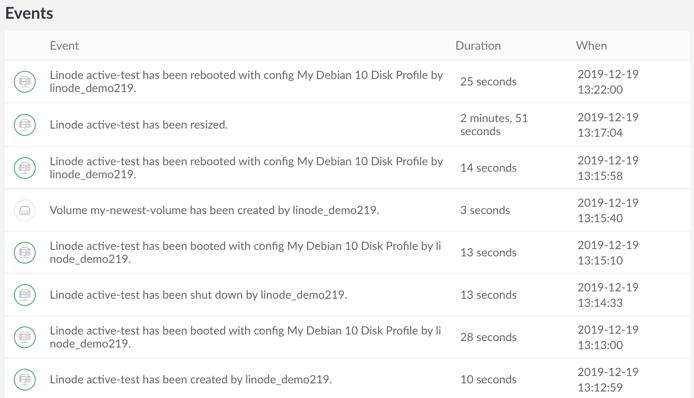 Events
Event Duration When
Linode active-test has been rebooted with config My Debian 10 Disk Profile by
linode_demo219.
25 seconds
2019-12-19
13:22:00
Linode active-test has been resized.
2 minutes, 51
seconds
2019-12-19
13:17:04
Linode active-test has been rebooted with config My Debian 10 Disk Profile by
linode_demo219.
14 seconds
2019-12-19
13:15:58
Volume my-newest-volume has been created by linode_demo219.
3 seconds
2019-12-19
13:15:40
Linode active-test has been booted with config My Debian 10 Disk Profile by li
node_demo219.
13 seconds
2019-12-19
13:15:10
Linode active-test has been shut down by linode_demo219.
13 seconds
2019-12-19
13:14:33
Linode active-test has been booted with config My Debian 10 Disk Profile by li
node_demo219.
28 seconds
2019-12-19
13:13:00
Linode active-test has been created by linode_demo219.
10 seconds
2019-12-19
13:12:59